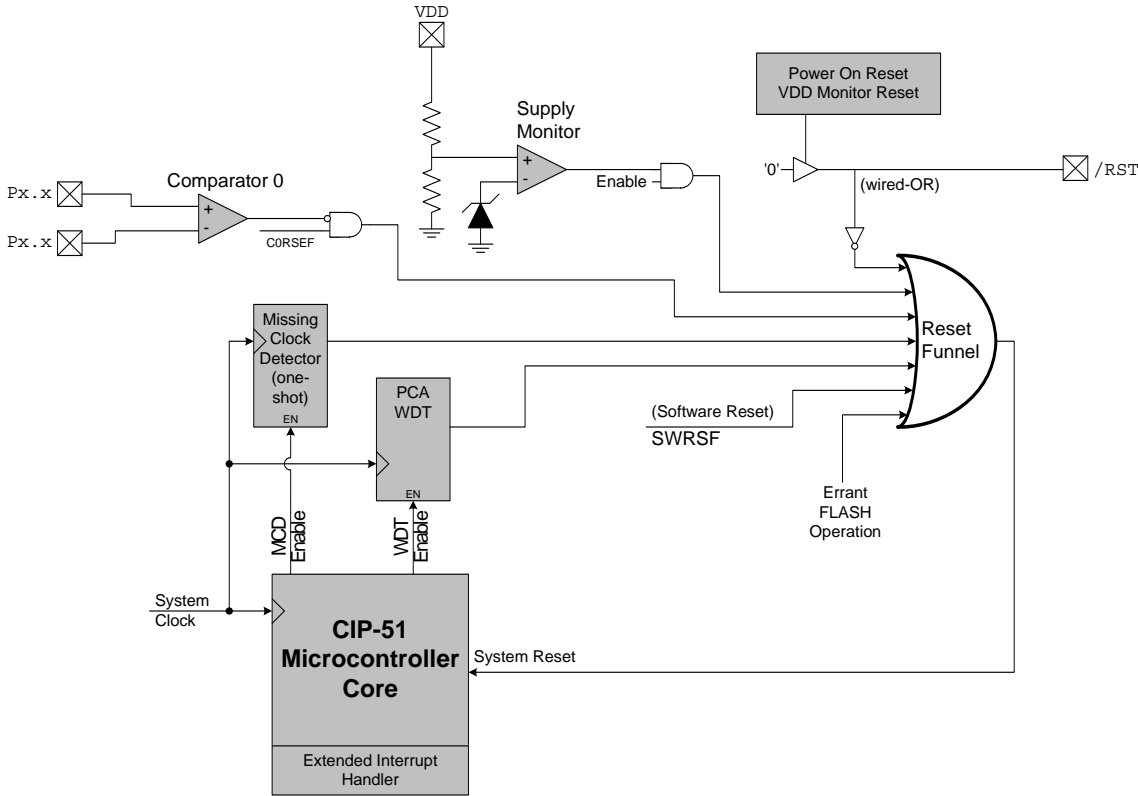 VDD
Power On Reset
VDD Monitor Reset
Supply
Monitor
+
-
Enable
'0'
/RST
(wired-OR)
Px.x
Px.x
Comparator 0
+
-
C0RSEF
Missing
Clock
Detector
(one-
shot)
EN
PCA
WDT
EN
Reset
Funnel
(Software Reset)
SWRSF
Errant
FLASH
Operation
MCD
Enable
WDT
Enable
System
Clock
CIP-51
Microcontroller
Core
System Reset
Extended Interrupt
Handler